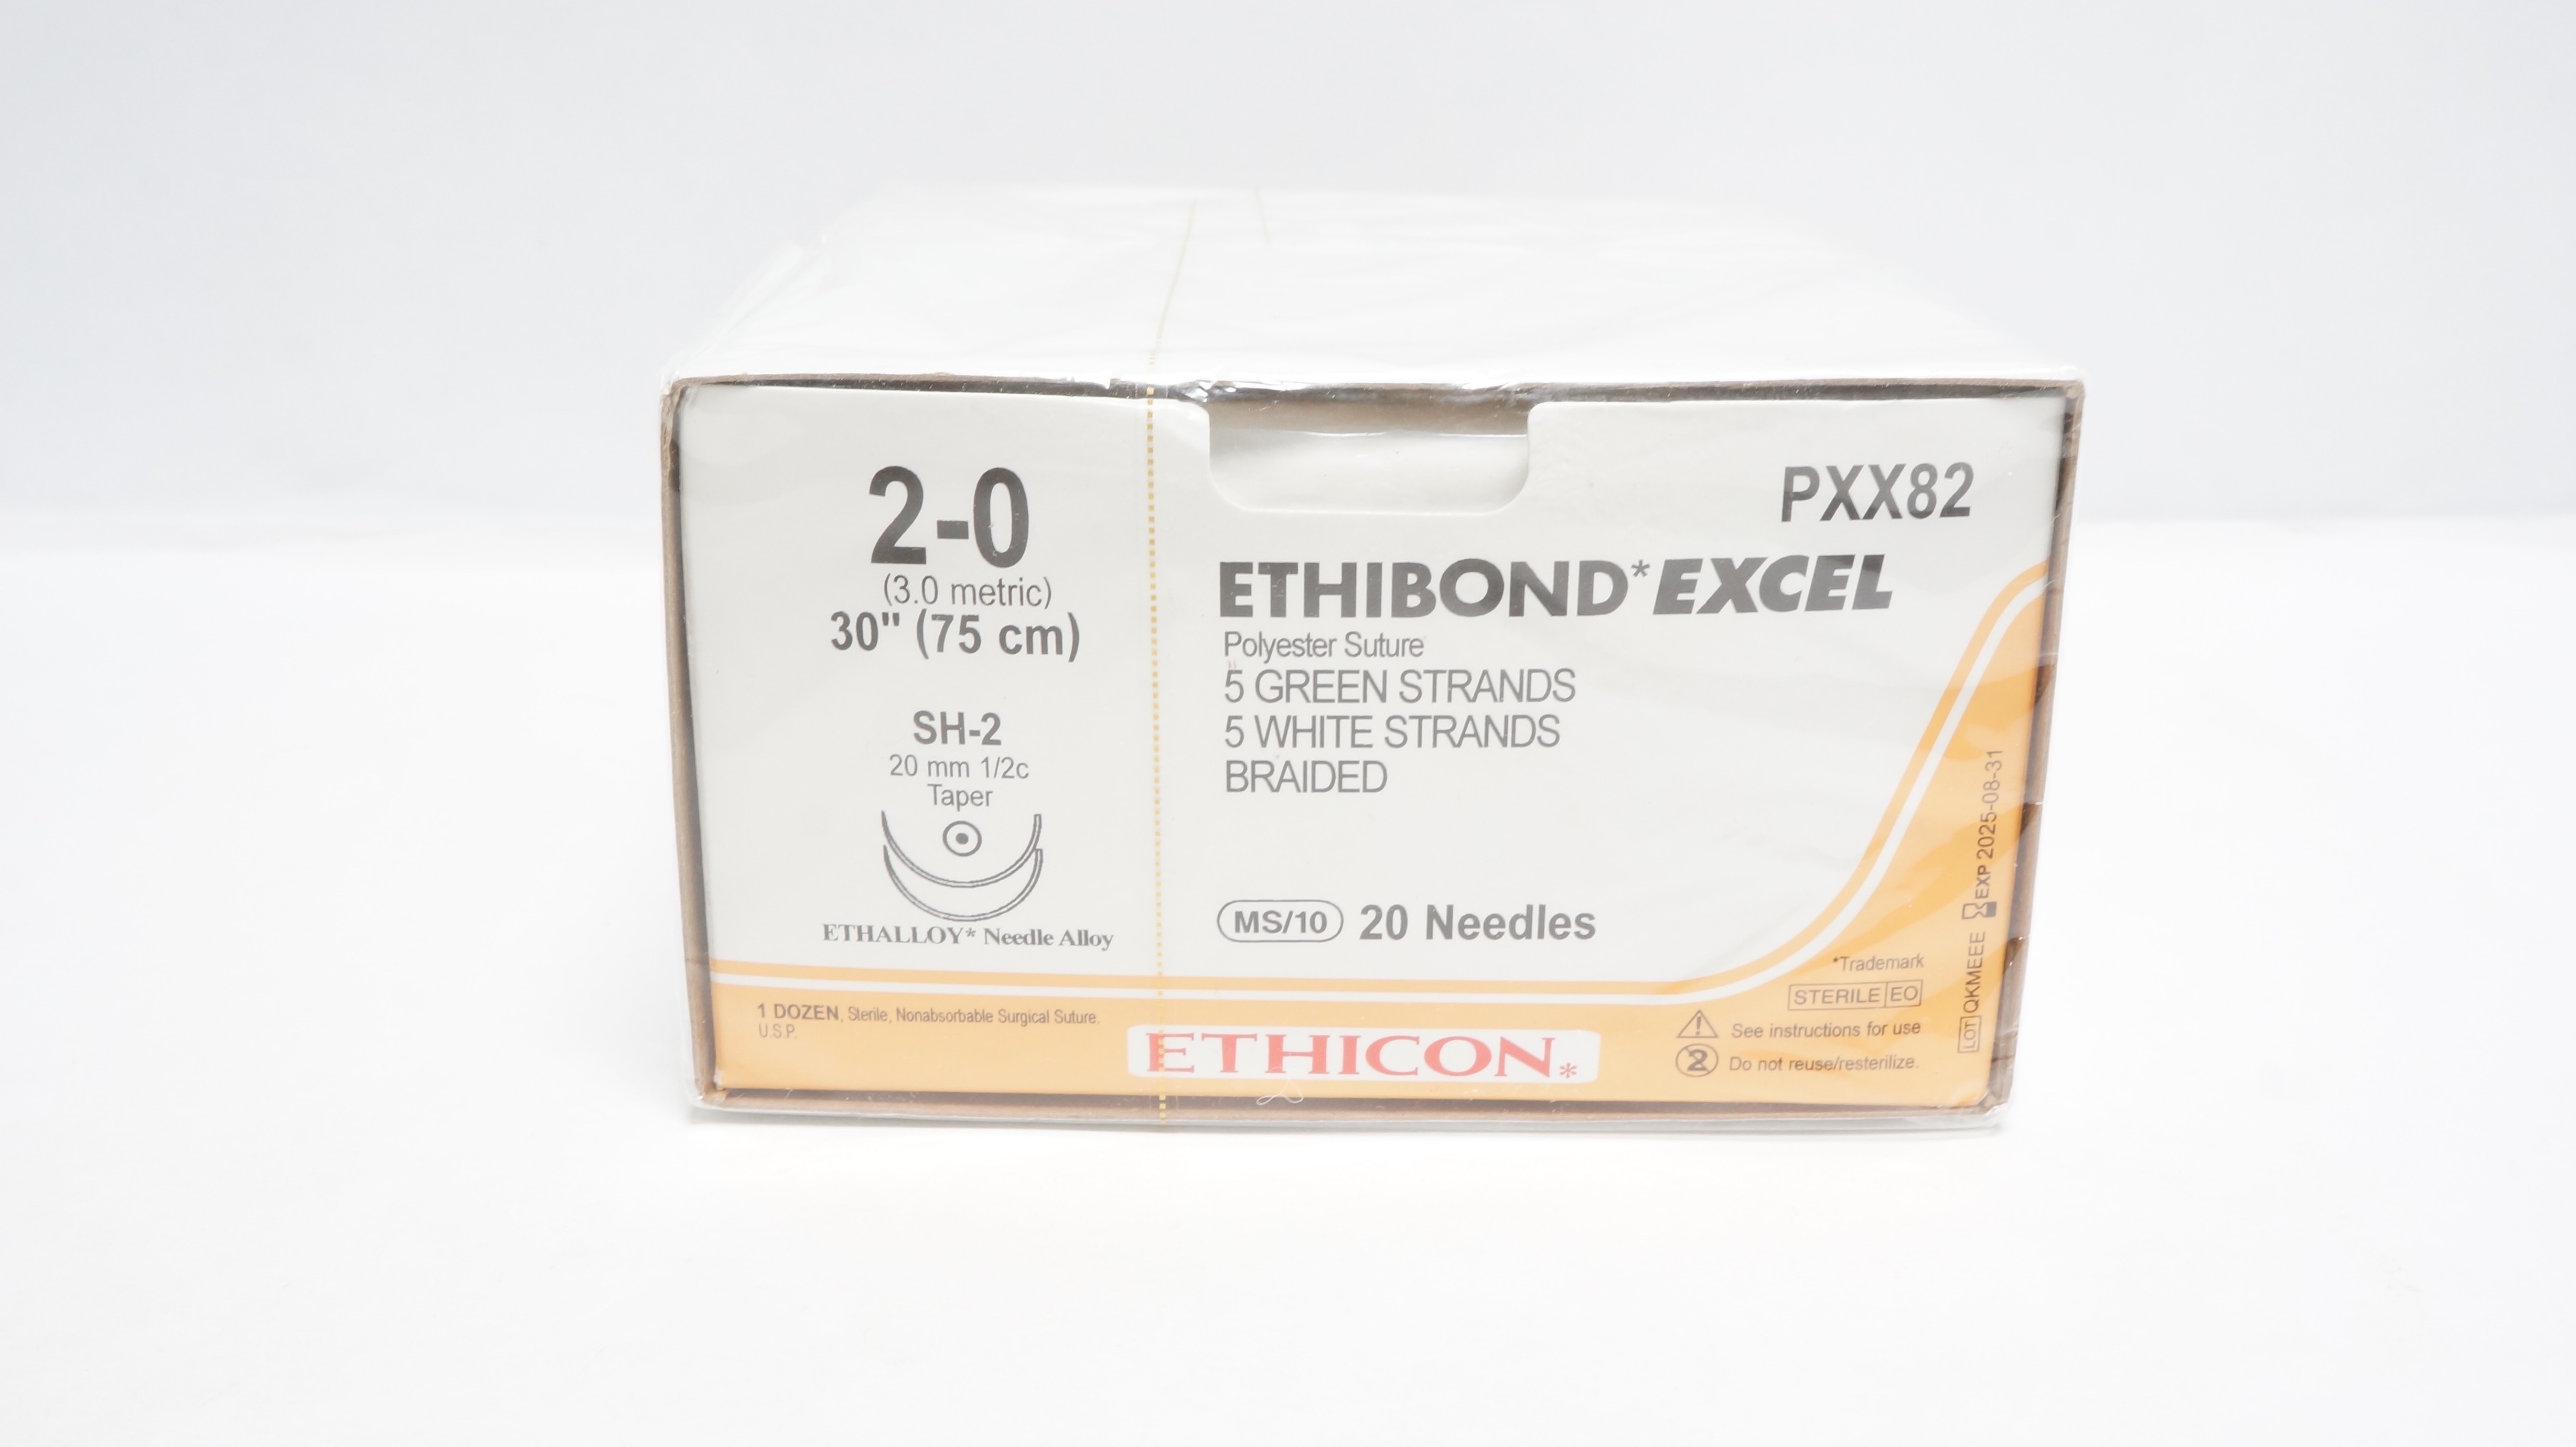 2-0
(3.0 metric)
30" (75 cm)
SH-2
20 mm 1/2c
Taper
ETHALLOY* Needle Alloy
PXX82
ETHIBOND*EXCEL
Polyester Suture
5 GREEN STRANDS
5 WHITE STRANDS
BRAIDED
MS/10 20 Needles
1 DOZEN, Sterile, Nonabsorbable Surgical Suture.
U.S.P.
ETHICON*
*Trademark
STERILE EO
See instructions for use
2 Do not reuse/resterilize.
LOT QKMEEE EXP 2025-08-31